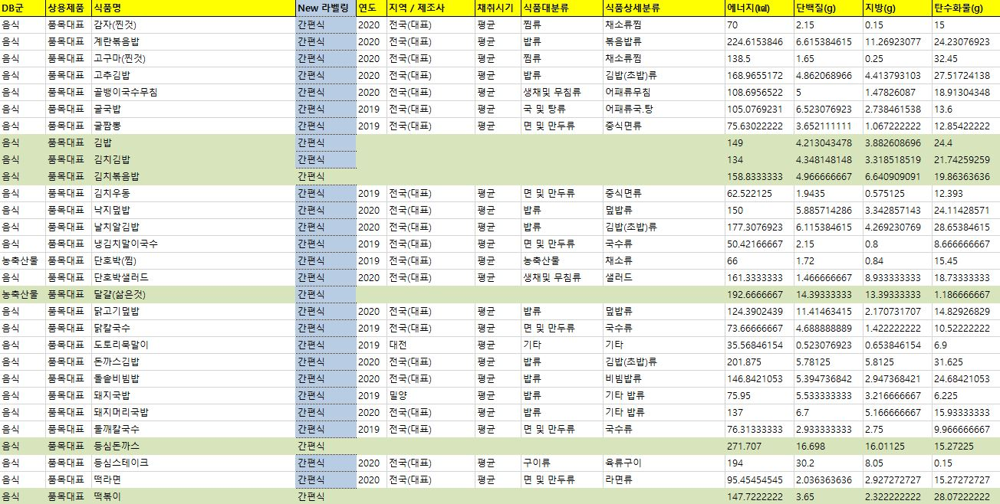 DB군 상용제품 식품명 New 라벨링 연도 지역 / 제조사 채취시기 식품대분류 식품상세분류 에너지(㎉) 단백질(g) 지방(g) 탄수화물(g)
음식 품목대표 감자(찐것) 간편식 2020 전국(대표) 평균 찜류 채소류찜 70 2.15 0.15 15
음식 품목대표 계란볶음밥 간편식 2020 전국(대표) 평균 밥류 볶음밥류 224.6153846 6.615384615 11.26923077 24.23076923
음식 품목대표 고구마(찐것) 간편식 2020 전국(대표) 평균 찜류 채소류찜 138.5 1.65 0.25 32.45
음식 품목대표 고추김밥 간편식 2020 전국(대표) 평균 밥류 김밥(초밥)류 168.9655172 4.862068966 4.413793103 27.51724138
음식 품목대표 골뱅이국수무침 간편식 2020 전국(대표) 평균 생채및 무침류 어패류무침 108.6956522 5 1.47826087 18.91304348
음식 품목대표 굴국밥 간편식 2019 전국(대표) 평균 국 및 탕류 어패류국.탕 105.0769231 6.523076923 2.738461538 13.6
음식 품목대표 굴짬뽕 간편식 2019 전국(대표) 평균 면 및 만두류 중식면류 75.63022222 3.652111111 1.067222222 12.85422222
음식 품목대표 김밥 간편식 149 4.213043478 3.882608696 24.4
음식 품목대표 김치김밥 간편식 134 4.348148148 3.318518519 21.74259259
음식 품목대표 김치볶음밥 간편식 158.8333333 4.966666667 6.640909091 19.86363636
음식 품목대표 김치우동 간편식 2019 전국(대표) 평균 면 및 만두류 중식면류 62.522125 1.9435 0.575125 12.393
음식 품목대표 낙지덮밥 간편식 2020 전국(대표) 평균 밥류 덮밥류 150 5.885714286 3.342857143 24.11428571
음식 품목대표 날치알김밥 간편식 2020 전국(대표) 평균 밥류 김밥(초밥)류 177.3076923 6.115384615 4.269230769 28.65384615
음식 품목대표 냉김치말이국수 간편식 2019 전국(대표) 평균 면 및 만두류 국수류 50.42166667 2.15 0.8 8.666666667
농축산물 품목대표 단호박(찜) 간편식 2019 전국(대표) 평균 농축산물 채소류 66 1.72 0.84 15.45
음식 품목대표 단호박샐러드 간편식 2020 전국(대표) 평균 생채및 무침류 샐러드 161.3333333 1.466666667 8.933333333 18.73333333
농축산물 품목대표 달걀(삶은것) 간편식 192.6666667 14.39333333 13.39333333 1.186666667
음식 품목대표 닭고기덮밥 간편식 2020 전국(대표) 평균 밥류 덮밥류 124.3902439 11.41463415 2.170731707 14.82926829
음식 품목대표 닭칼국수 간편식 2019 전국(대표) 평균 면 및 만두류 국수류 73.66666667 4.688888889 1.422222222 10.52222222
음식 품목대표 도토리묵말이 간편식 2019 대전 평균 기타 기타 35.56846154 0.523076923 0.653846154 6.9
음식 품목대표 돈까스김밥 간편식 2020 전국(대표) 평균 밥류 김밥(초밥)류 201.875 5.78125 5.8125 31.625
음식 품목대표 돌솥비빔밥 간편식 2020 전국(대표) 평균 밥류 비빔밥류 146.8421053 5.394736842 2.947368421 24.68421053
음식 품목대표 돼지국밥 간편식 2019 밀양 평균 밥류 기타 밥류 75.95 5.533333333 3.216666667 6.225
음식 품목대표 돼지머리국밥 간편식 2020 전국(대표) 평균 밥류 기타 밥류 137 6.7 5.166666667 15.93333333
음식 품목대표 들깨칼국수 간편식 2019 전국(대표) 평균 면 및 만두류 국수류 76.31333333 2.933333333 2.75 9.966666667
음식 품목대표 등심돈까스 간편식 271.707 16.698 16.01125 15.27225
음식 품목대표 등심스테이크 간편식 2020 전국(대표) 평균 구이류 육류구이 194 30.2 8.05 0.15
음식 품목대표 떡라면 간편식 2020 전국(대표) 평균 면 및 만두류 라면류 95.45454545 2.036363636 2.927272727 15.27272727
음식 품목대표 떡볶이 간편식 147.7222222 3.65 2.322222222 28.07222222